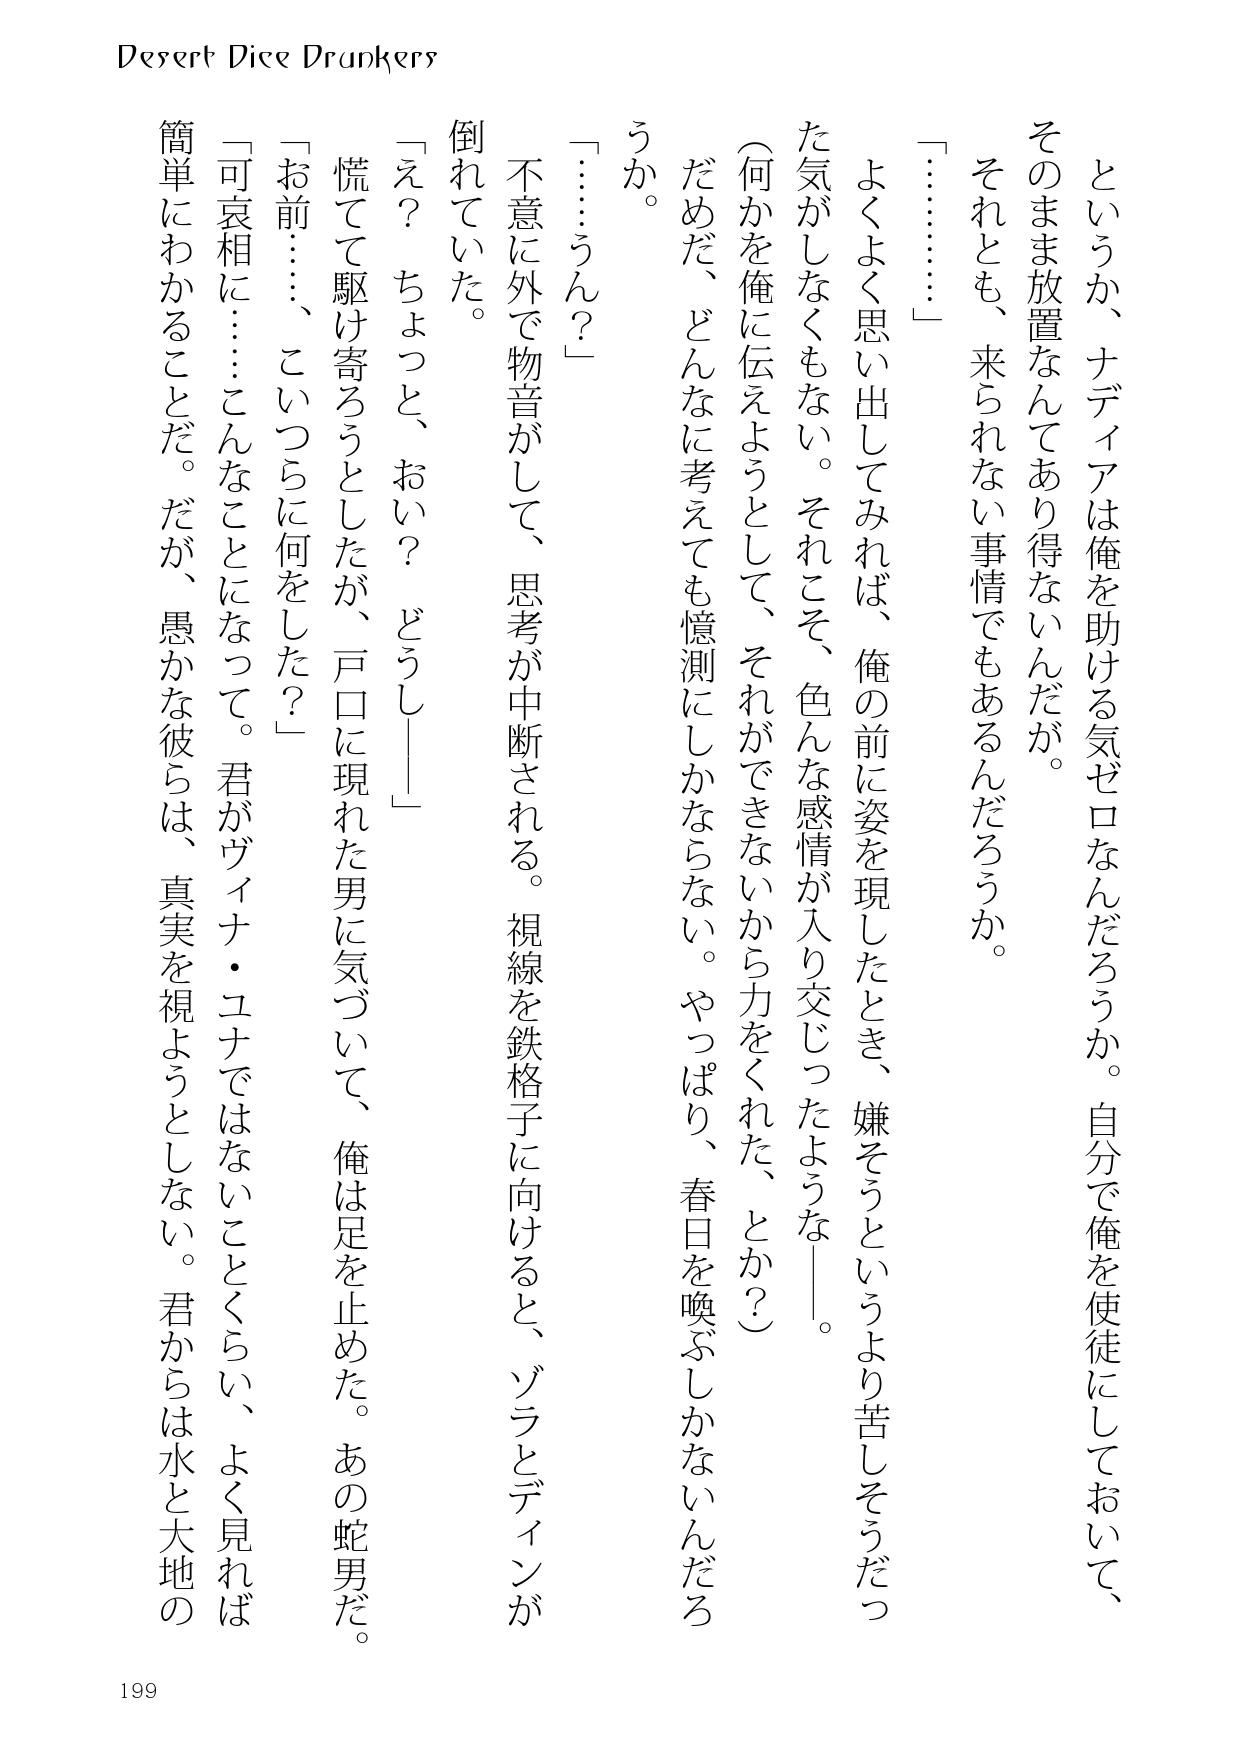 Desert Dice Drunkers
　というか、ナディアは俺を助ける気ゼロなんだろうか。自分で俺を使徒にしておいて、
そのまま放置なんてあり得ないんだが。
　それとも、来られない事情でもあるんだろうか。
「…………」
　よくよく思い出してみれば、俺の前に姿を現したとき、嫌そうというより苦しそうだっ
た気がしなくもない。それこそ、色んな感情が入り交じったような――。
（何かを俺に伝えようとして、それができないから力をくれた、とか？）
　だめだ、どんなに考えても憶測にしかならない。やっぱり、春日を喚ぶしかないんだろ
うか。
「……うん？」
　不意に外で物音がして、思考が中断される。視線を鉄格子に向けると、ゾラとディンが
倒れていた。
「え？　ちょっと、おい？　どうし――」
　慌てて駆け寄ろうとしたが、戸口に現れた男に気づいて、俺は足を止めた。あの蛇男だ。
「お前……、こいつらに何をした？」
「可哀相に……こんなことになって。君がヴィナ・ユナではないことくらい、よく見れば
簡単にわかることだ。だが、愚かな彼らは、真実を視ようとしない。君からは水と大地の
199